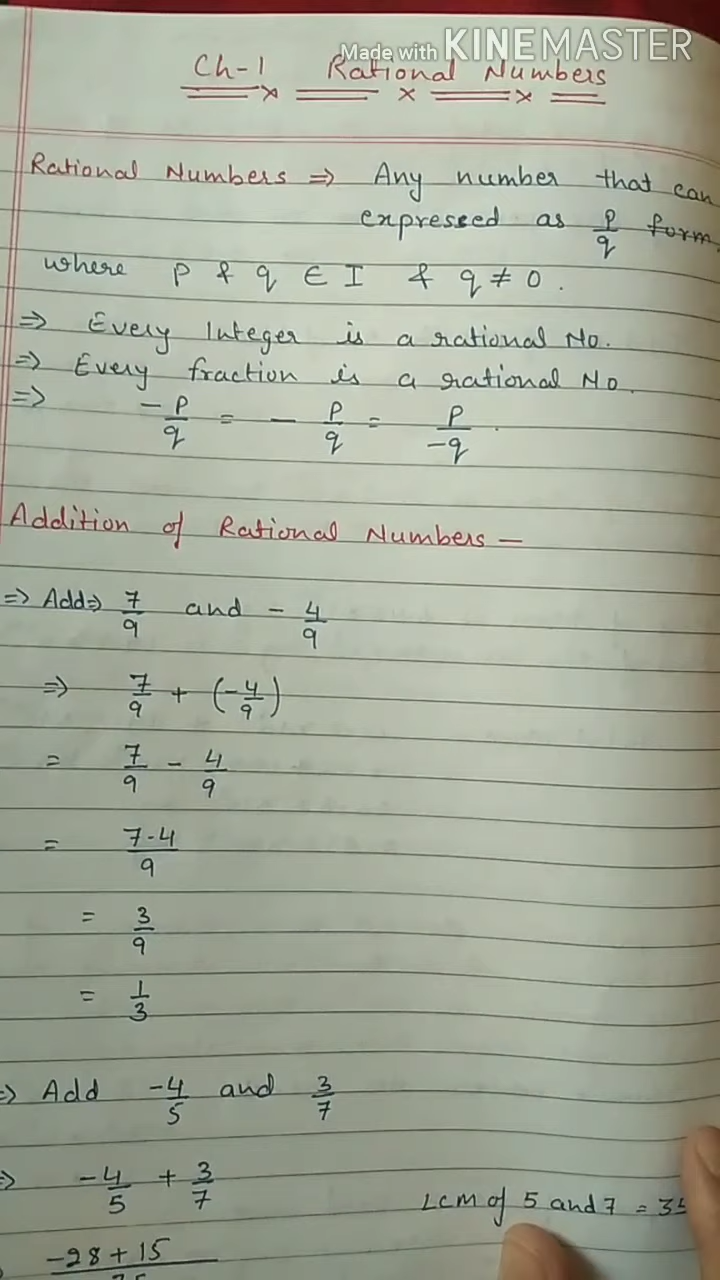 Made with KINEMASTER
Ch-1 Rational Numbers
Rational Numbers ⇒ Any number that can
expressed as p/q form
where p & q ∈ I & q ≠ 0.
⇒ Every Integer is a rational No.
⇒ Every fraction is a rational No.
⇒ -p/q = - p/q = p/-q.
Addition of Rational Numbers —
⇒ Add⇒ 7/9 and - 4/9
⇒ 7/9 + (-4/9)
= 7/9 - 4/9
= 7-4/9
= 3/9
= 1/3
⇒ Add -4/5 and 3/7
⇒ -4/5 + 3/7 LCM of 5 and 7 = 35
-28+15